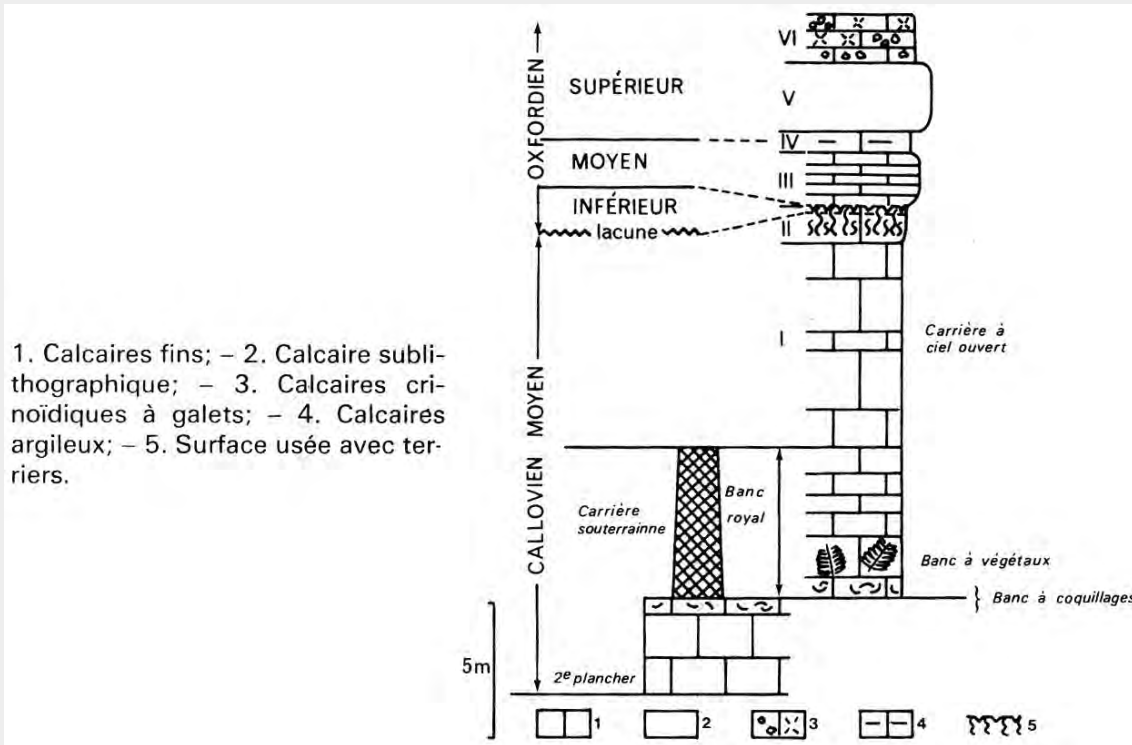 VI
SUPÉRIEUR
V
OXFORDIEN
IV
MOYEN
III
INFÉRIEUR
lacune
II
I
Carrière à
ciel ouvert
1. Calcaires fins; – 2. Calcaire subli-
thographique; – 3. Calcaires cri-
noïdiques à galets; – 4. Calcaires
argileux; – 5. Surface usée avec ter-
riers.
CALLOVIEN MOYEN
Carrière
souterrainne
Banc
royal
Banc à végétaux
Banc à coquillages
5m
2e plancher
1
2
3
4
5